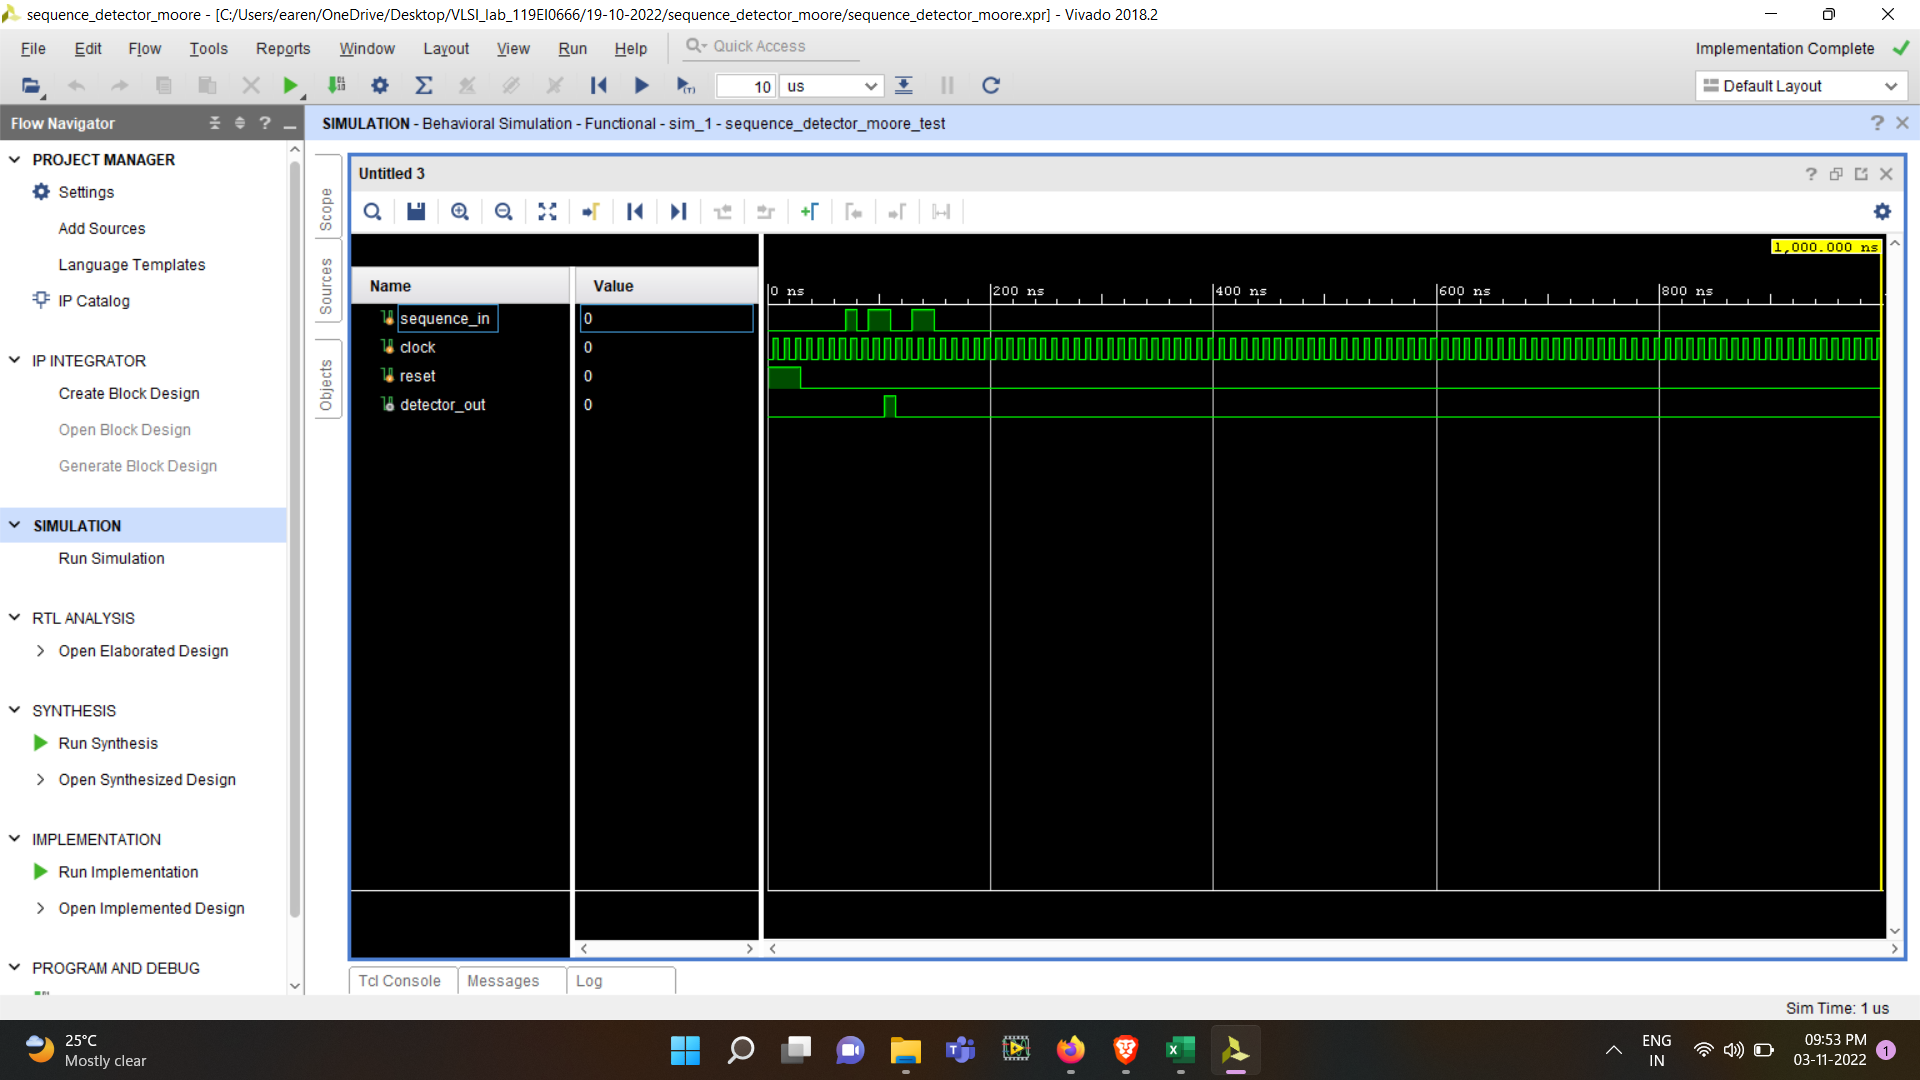 sequence_detector_moore - [C:/Users/earen/OneDrive/Desktop/VLSI_lab_119EI0666/19-10-2022/sequence_detector_moore/sequence_detector_moore.xpr] - Vivado 2018.2
File Edit Flow Tools Reports Window Layout View Run Help Quick Access Implementation Complete
10 us Default Layout
Flow Navigator ? SIMULATION - Behavioral Simulation - Functional - sim_1 - sequence_detector_moore_test ?
PROJECT MANAGER
Settings
Add Sources
Language Templates
IP Catalog
IP INTEGRATOR
Create Block Design
Open Block Design
Generate Block Design
SIMULATION
Run Simulation
RTL ANALYSIS
Open Elaborated Design
SYNTHESIS
Run Synthesis
Open Synthesized Design
IMPLEMENTATION
Run Implementation
Open Implemented Design
PROGRAM AND DEBUG
Scope
Sources
Objects
Untitled 3 ?
1,000.000 ns
Name Value 0 ns 200 ns 400 ns 600 ns 800 ns
sequence_in 0
clock 0
reset 0
detector_out 0
Tcl Console Messages Log
Sim Time: 1 us
25°C
Mostly clear
ENG
IN
09:53 PM
03-11-2022
1